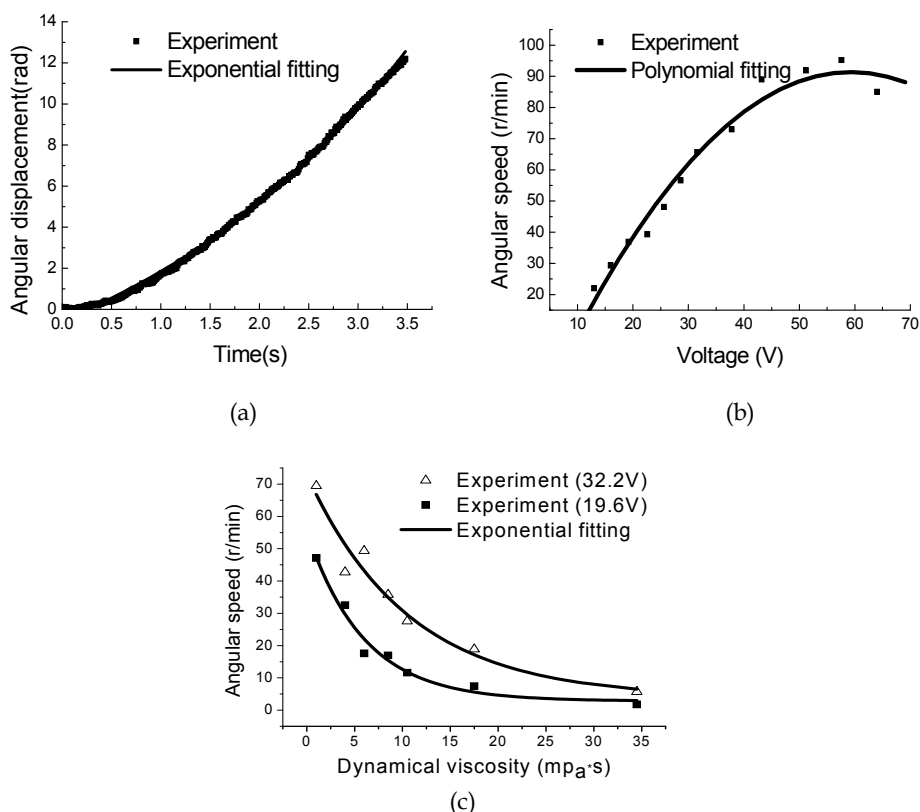 14
12
10
8
6
4
2
0
Angular displacement(rad)
Experiment
Exponential fitting
0.0 0.5 1.0 1.5 2.0 2.5 3.0 3.5
Time(s)
(a)
100
90
80
70
60
50
40
30
20
Angular speed (r/min)
Experiment
Polynomial fitting
10 20 30 40 50 60 70
Voltage (V)
(b)
70
60
50
40
30
20
10
0
Angular speed (r/min)
Experiment (32.2V)
Experiment (19.6V)
Exponential fitting
0 5 10 15 20 25 30 35
Dynamical viscosity (mpa·s)
(c)